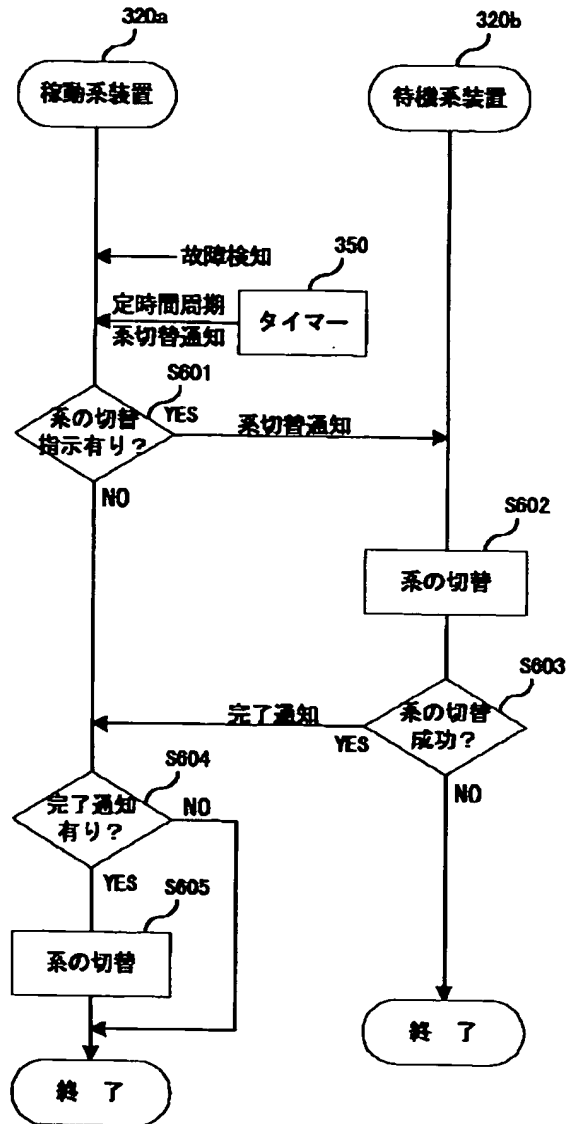 320a
稼動系装置
320b
待機系装置
故障検知
350
定時間周期
系切替通知
タイマー
S601
系の切替
指示有り？
YES
系切替通知
NO
S602
系の切替
S603
系の切替
成功？
完了通知
YES
NO
S604
完了通知
有り？
NO
YES
S605
系の切替
終 了
終 了